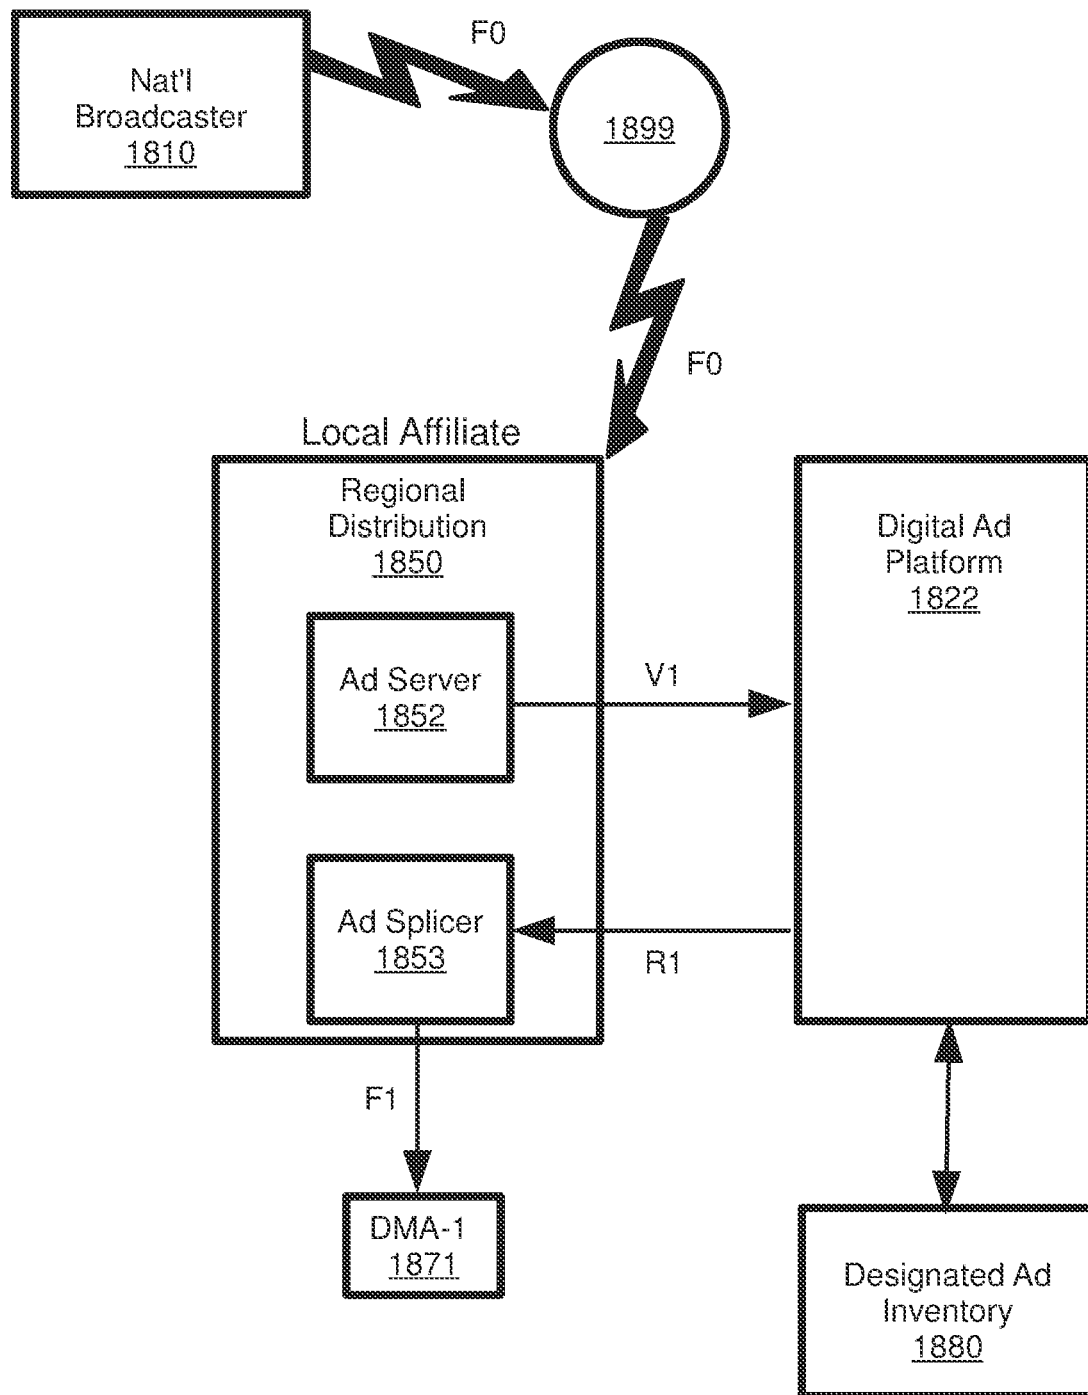 Nat'l
Broadcaster
1810
F0
1899
F0
Local Affiliate
Regional
Distribution
1850
Digital Ad
Platform
1822
Ad Server
1852
V1
Ad Splicer
1853
R1
F1
DMA-1
1871
Designated Ad
Inventory
1880